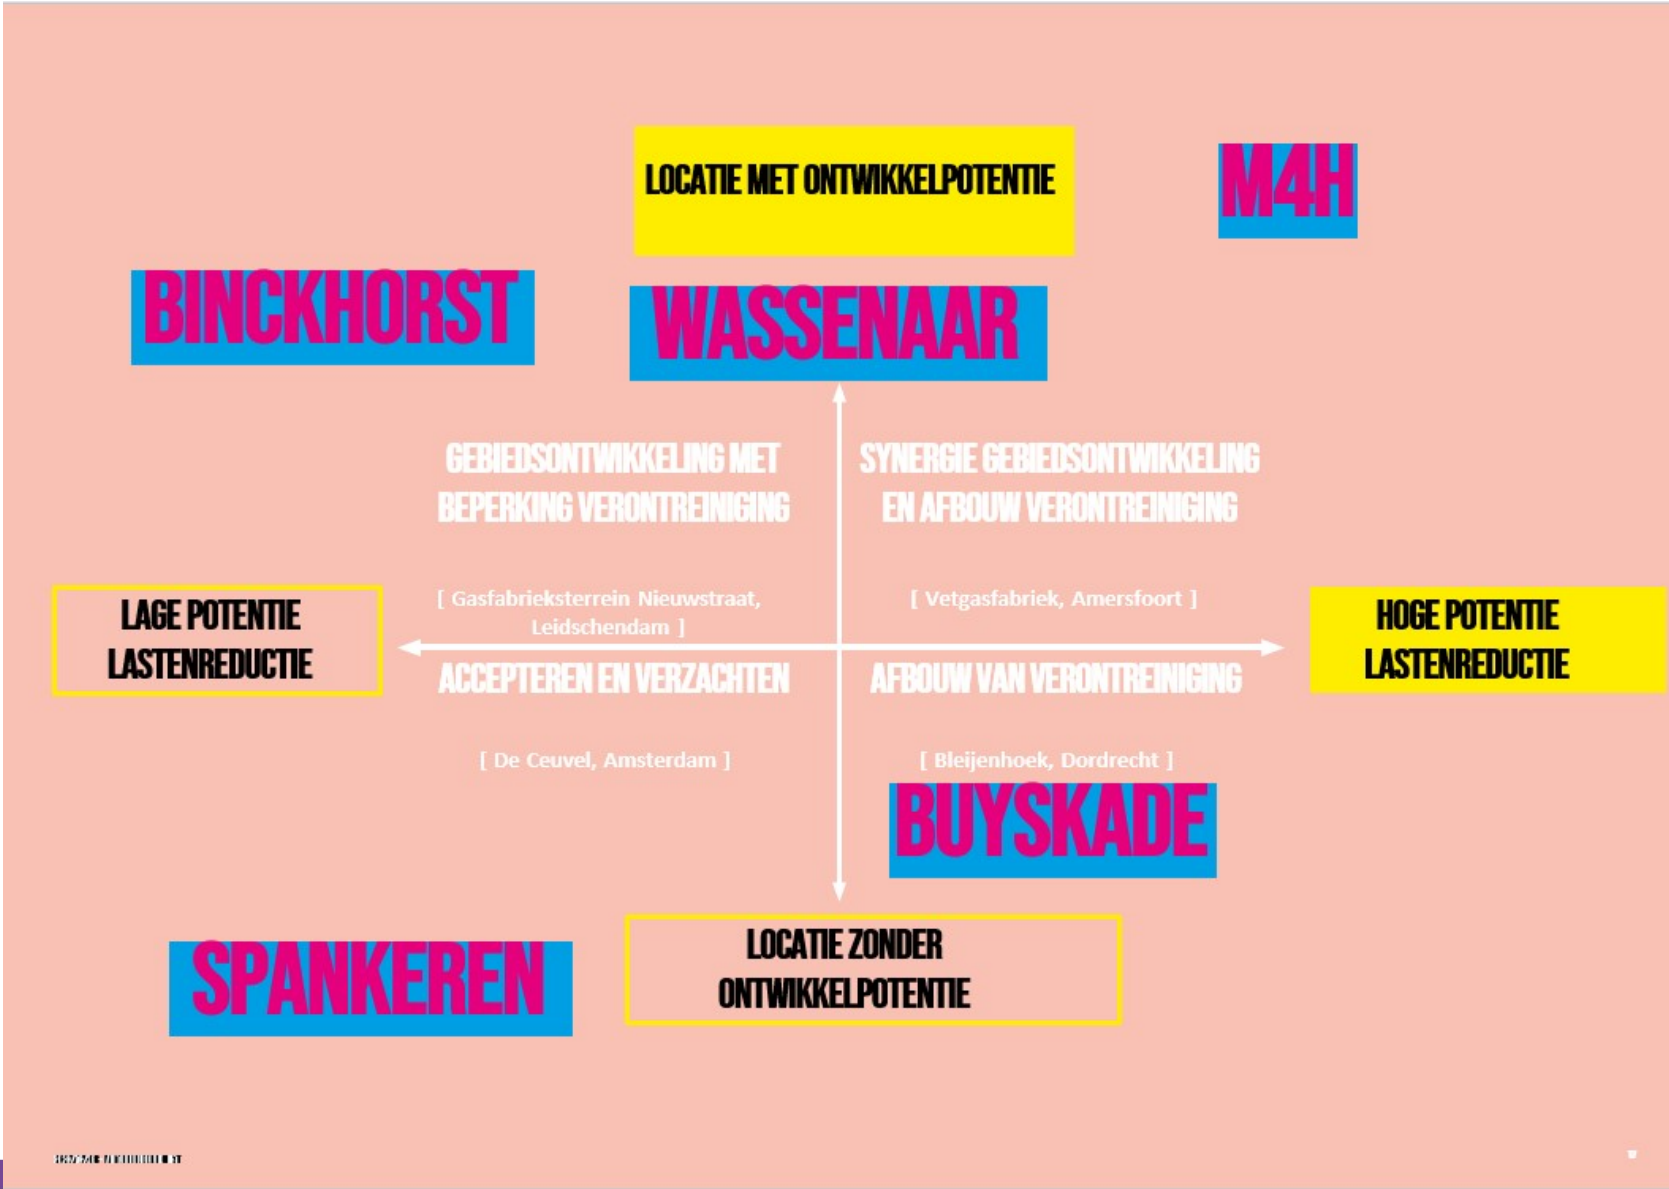 LOCATIE MET ONTWIKKELPOTENTIE
M4H
BINCKHORST
WASSENAAR
GEBIEDSONTWIKKELING MET
BEPERKING VERONTREINIGING
SYNERGIE GEBIEDSONTWIKKELING
EN AFBOUW VERONTREINIGING
[ Gasfabrieksterrein Nieuwstraat,
Leidschendam ]
[ Vetgasfabriek, Amersfoort ]
LAGE POTENTIE
LASTENREDUCTIE
HOGE POTENTIE
LASTENREDUCTIE
ACCEPTEREN EN VERZACHTEN
AFBOUW VAN VERONTREINIGING
[ De Ceuvel, Amsterdam ]
[ Bleijenhoek, Dordrecht ]
BUYSKADE
SPANKEREN
LOCATIE ZONDER
ONTWIKKELPOTENTIE